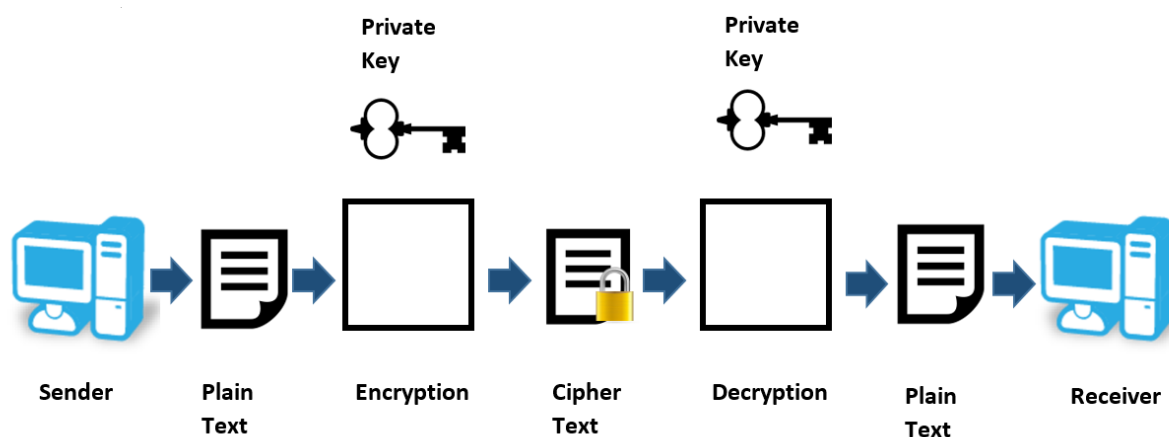 Private
Key
Private
Key
Sender
Plain
Text
Encryption
Cipher
Text
Decryption
Plain
Text
Receiver